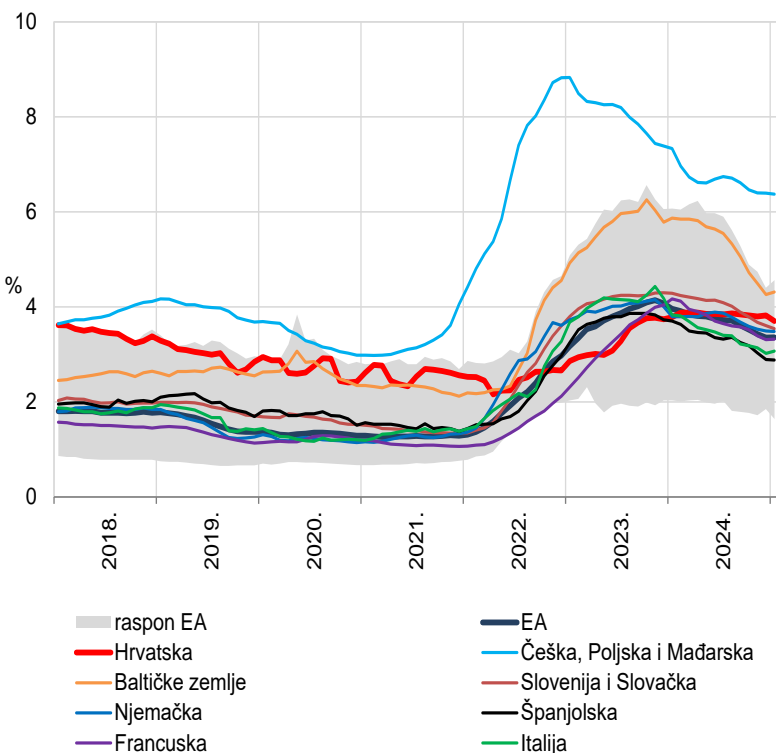 10
8
6
%
4
2
0
2018.
2019.
2020.
2021.
2022.
2023.
2024.
raspon EA
EA
Hrvatska
Češka, Poljska i Mađarska
Baltičke zemlje
Slovenija i Slovačka
Njemačka
Španjolska
Francuska
Italija